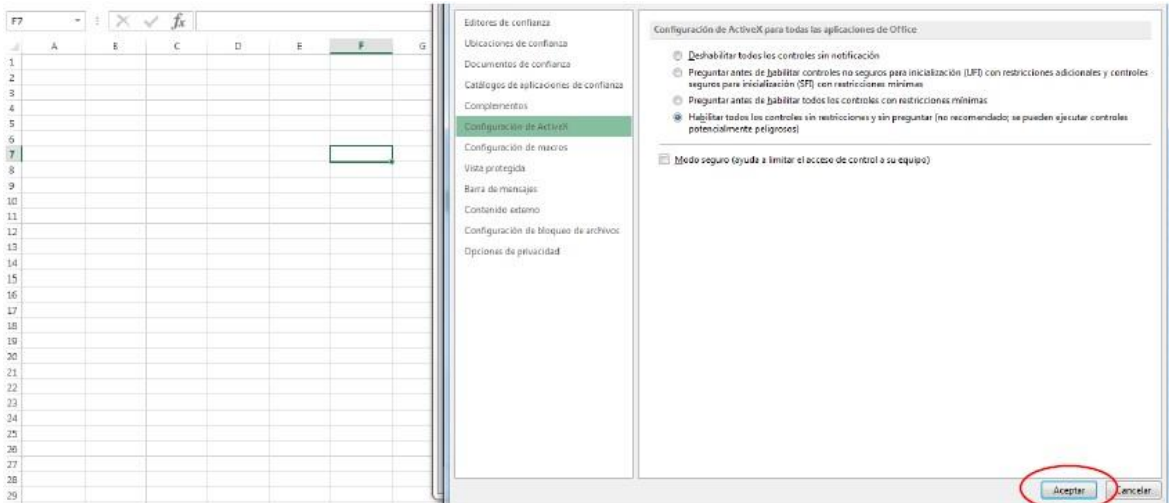 F7
fx
A B C D E F G
1
2
3
4
5
6
7
8
9
10
11
12
13
14
15
16
17
18
19
20
21
22
23
24
25
26
27
28
29
Editores de confianza
Ubicaciones de confianza
Documentos de confianza
Catálogos de aplicaciones de confianza
Complementos
Configuración de ActiveX
Configuración de macros
Vista protegida
Barra de mensajes
Contenido externo
Configuración de bloqueo de archivos
Opciones de privacidad
Configuración de ActiveX para todas las aplicaciones de Office
Deshabilitar todos los controles sin notificación
Preguntar antes de habilitar controles no seguros para inicialización (UFI) con restricciones adicionales y controles
seguros para inicialización (SFI) con restricciones mínimas
Preguntar antes de habilitar todos los controles con restricciones mínimas
Habilitar todos los controles sin restricciones y sin preguntar (no recomendado; se pueden ejecutar controles
potencialmente peligrosos)
Modo seguro (ayuda a limitar el acceso de control a su equipo)
Aceptar
Cancelar